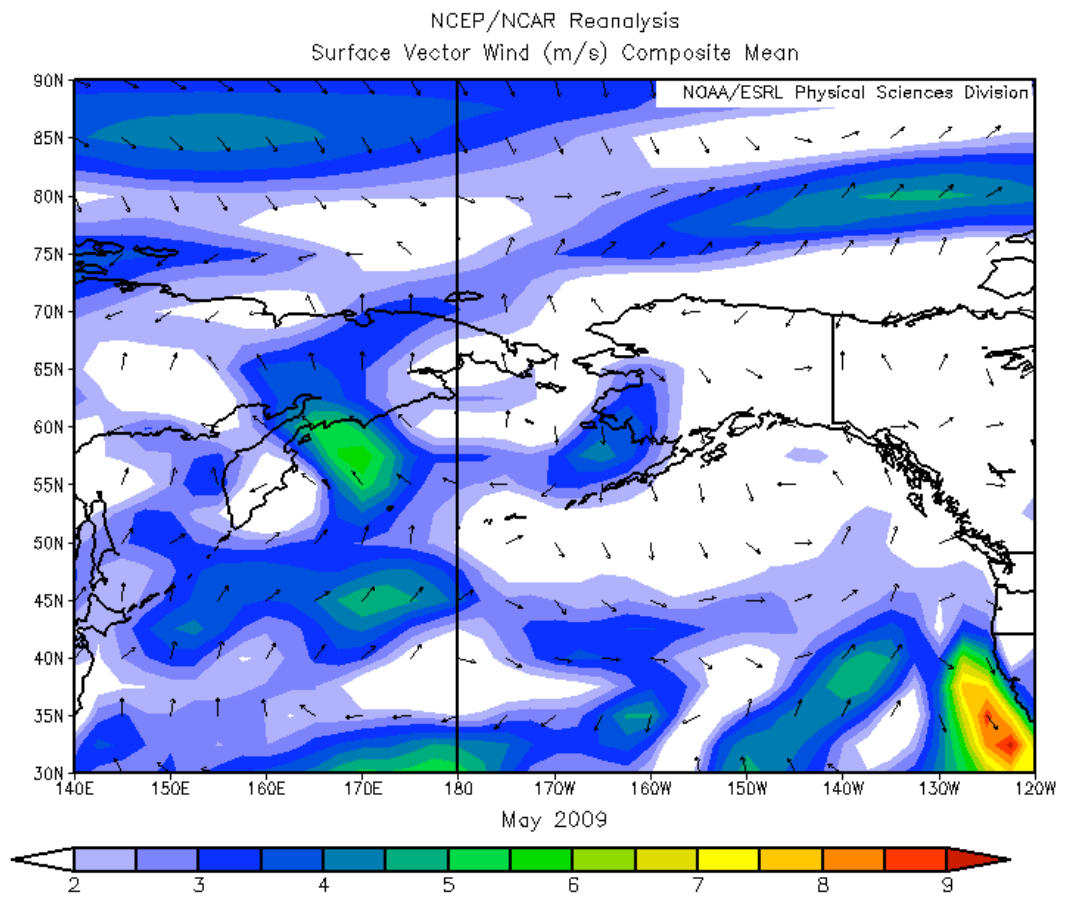 NCEP/NCAR Reanalysis
Surface Vector Wind (m/s) Composite Mean
NOAA/ESRL Physical Sciences Division
90N
85N
80N
75N
70N
65N
60N
55N
50N
45N
40N
35N
30N
140E 150E 160E 170E 180 170W 160W 150W 140W 130W 120W
May 2009
2 3 4 5 6 7 8 9